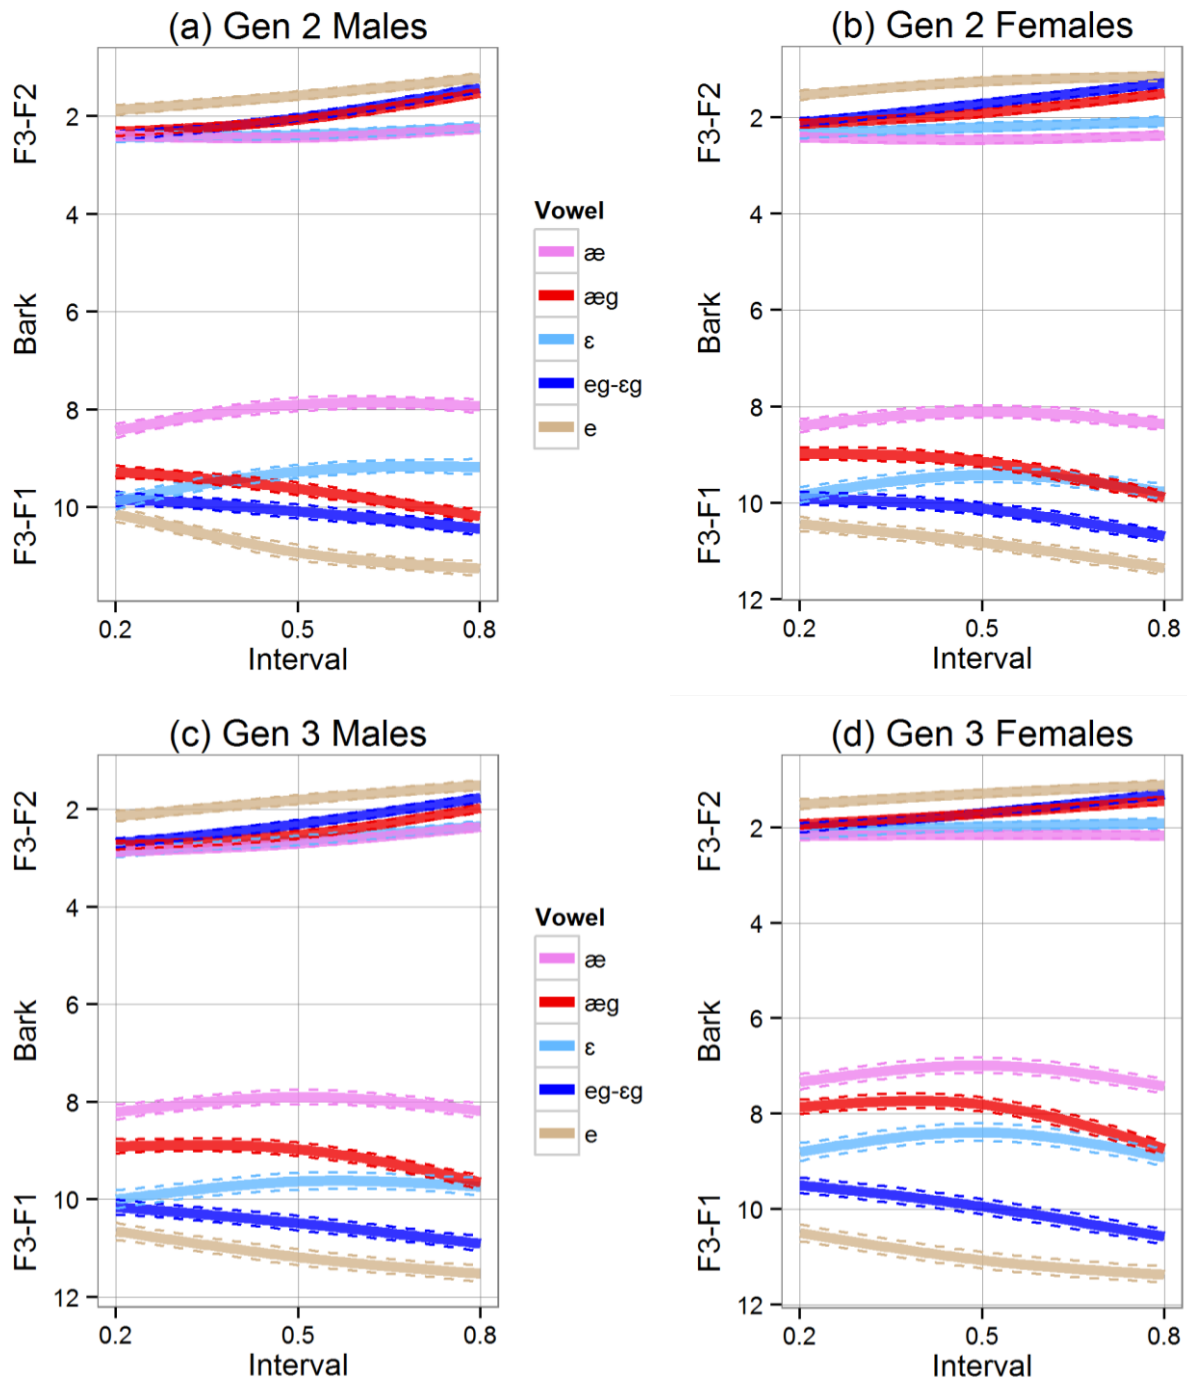 (a) Gen 2 Males
F3-F2
Bark
F3-F1
2
4
6
8
10
0.2
0.5
0.8
Interval
Vowel
æ
æg
ε
eg-εg
e
(b) Gen 2 Females
F3-F2
Bark
F3-F1
2
4
6
8
10
12
0.2
0.5
0.8
Interval
(c) Gen 3 Males
F3-F2
Bark
F3-F1
2
4
6
8
10
12
0.2
0.5
0.8
Interval
Vowel
æ
æg
ε
eg-εg
e
(d) Gen 3 Females
F3-F2
Bark
F3-F1
2
4
6
8
10
12
0.2
0.5
0.8
Interval